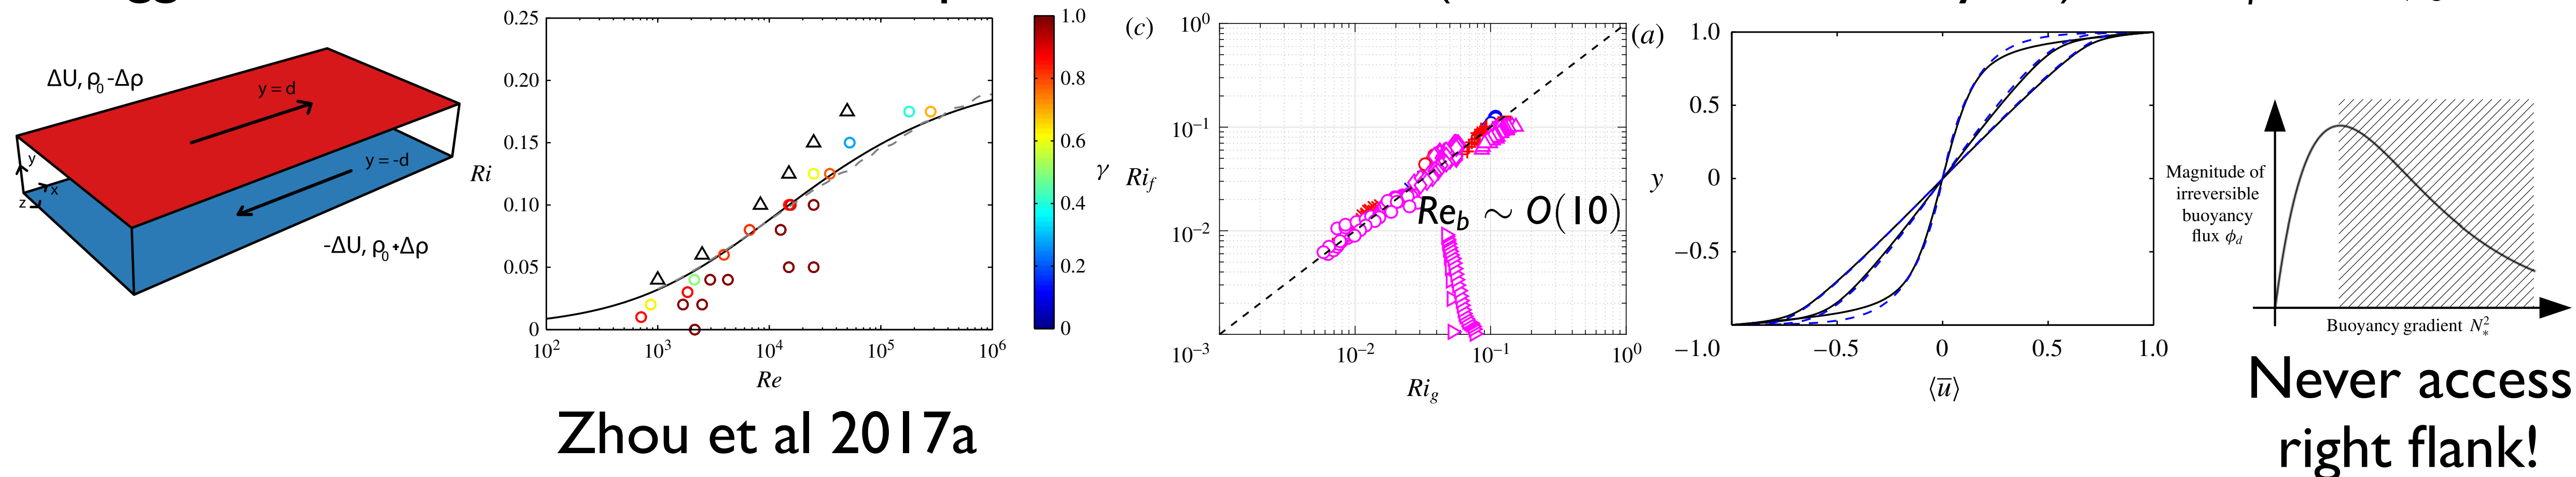 ΔU, ρ₀-Δρ
y = d
y = -d
y
x
z
-ΔU, ρ₀+Δρ
0.25
0.20
0.15
0.10
0.05
0
Ri
10² 10³ 10⁴ 10⁵ 10⁶
Re
1.0
0.8
0.6
0.4
0.2
0
γ
Zhou et al 2017a
(c)
10⁰
10⁻¹
10⁻²
10⁻³
Ri_f
Re_b ∼ O(10)
10⁻² 10⁻¹ 10⁰
Ri_g
(a)
1.0
0.5
0
−0.5
−1.0
y
−0.5 0 0.5 1.0
⟨u̅⟩
Magnitude of
irreversible
buoyancy
flux ϕ_d
Buoyancy gradient N²_*
Never access
right flank!